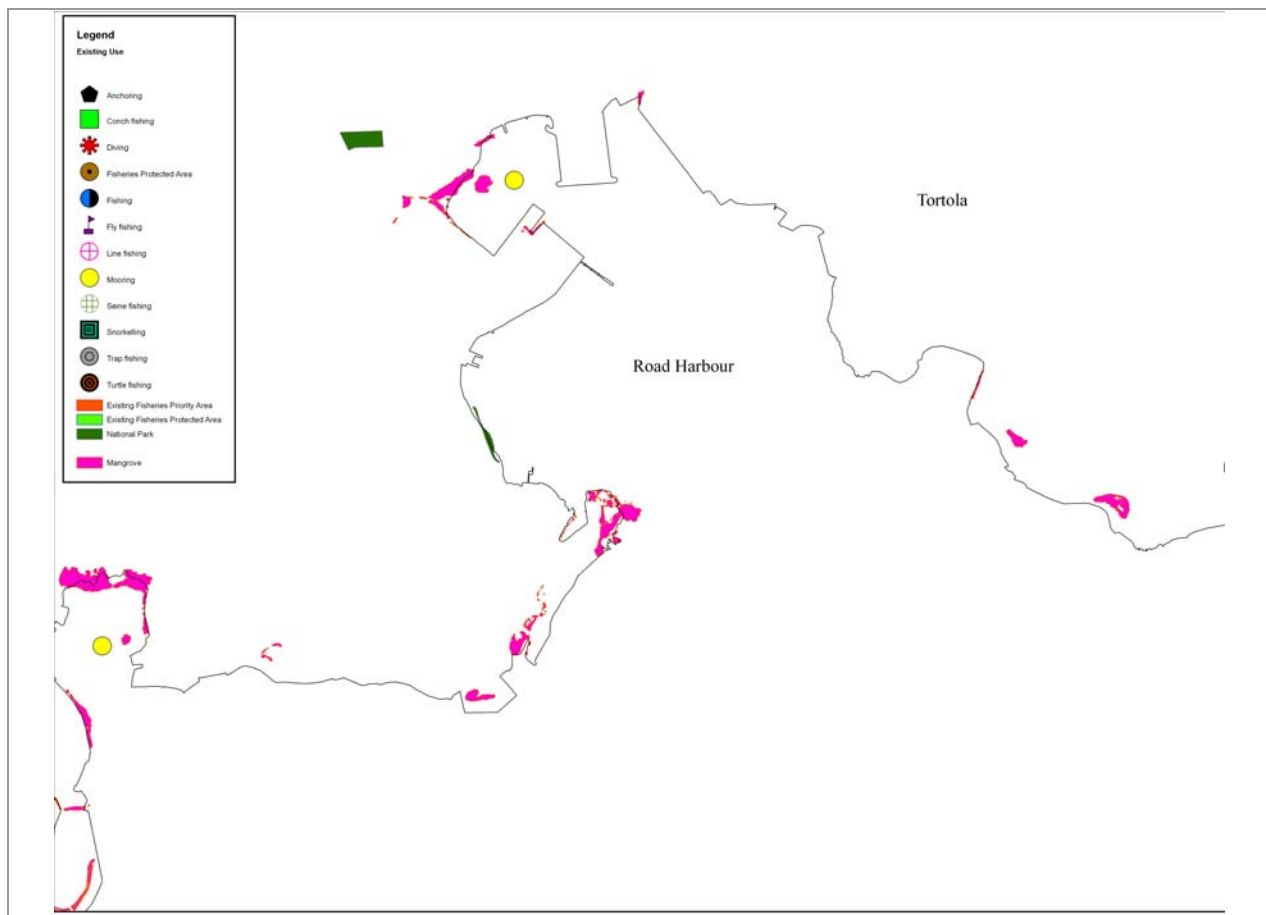 Legend
Existing Use
Anchoring
Conch fishing
Diving
Fisheries Protected Area
Fishing
Fly fishing
Line fishing
Mooring
Seine fishing
Snorkelling
Trap fishing
Turtle fishing
Existing Fisheries Priority Area
Existing Fisheries Protected Area
National Park
Mangrove
Tortola
Road Harbour